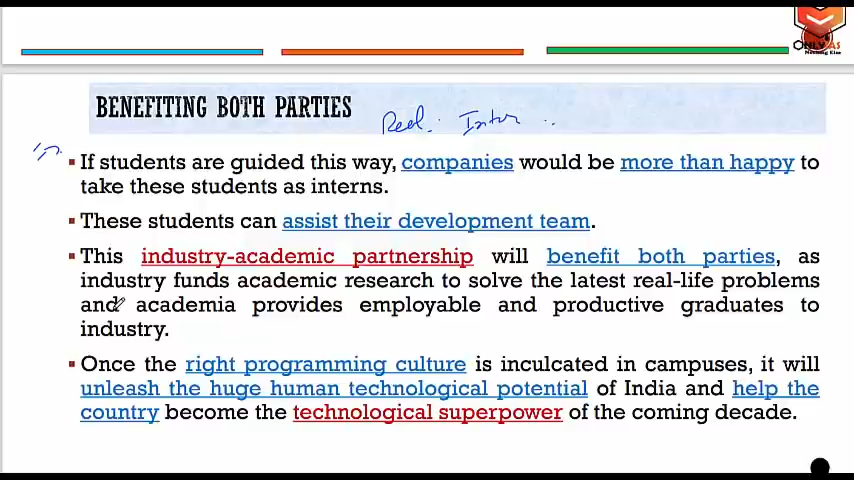 ONLY IAS
BENEFITING BOTH PARTIES
▪ If students are guided this way, companies would be more than happy to
take these students as interns.
▪ These students can assist their development team.
▪ This industry-academic partnership will benefit both parties, as
industry funds academic research to solve the latest real-life problems
and academia provides employable and productive graduates to
industry.
▪ Once the right programming culture is inculcated in campuses, it will
unleash the huge human technological potential of India and help the
country become the technological superpower of the coming decade.